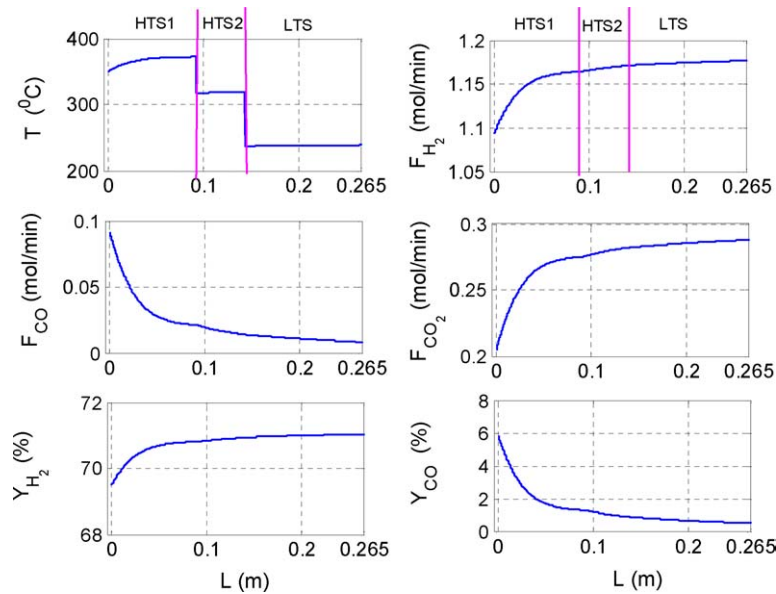 HTS1 HTS2 LTS
400
300
200
T (⁰C)
0 0.1 0.2 0.265
HTS1 HTS2 LTS
1.2
1.15
1.1
1.05
F_H₂ (mol/min)
0 0.1 0.2 0.265
0.1
0.05
0
F_CO (mol/min)
0 0.1 0.2 0.265
0.3
0.25
0.2
F_CO₂ (mol/min)
0 0.1 0.2 0.265
72
70
68
Y_H₂ (%)
0 0.1 0.2 0.265
L (m)
8
6
4
2
0
Y_CO (%)
0 0.1 0.2 0.265
L (m)